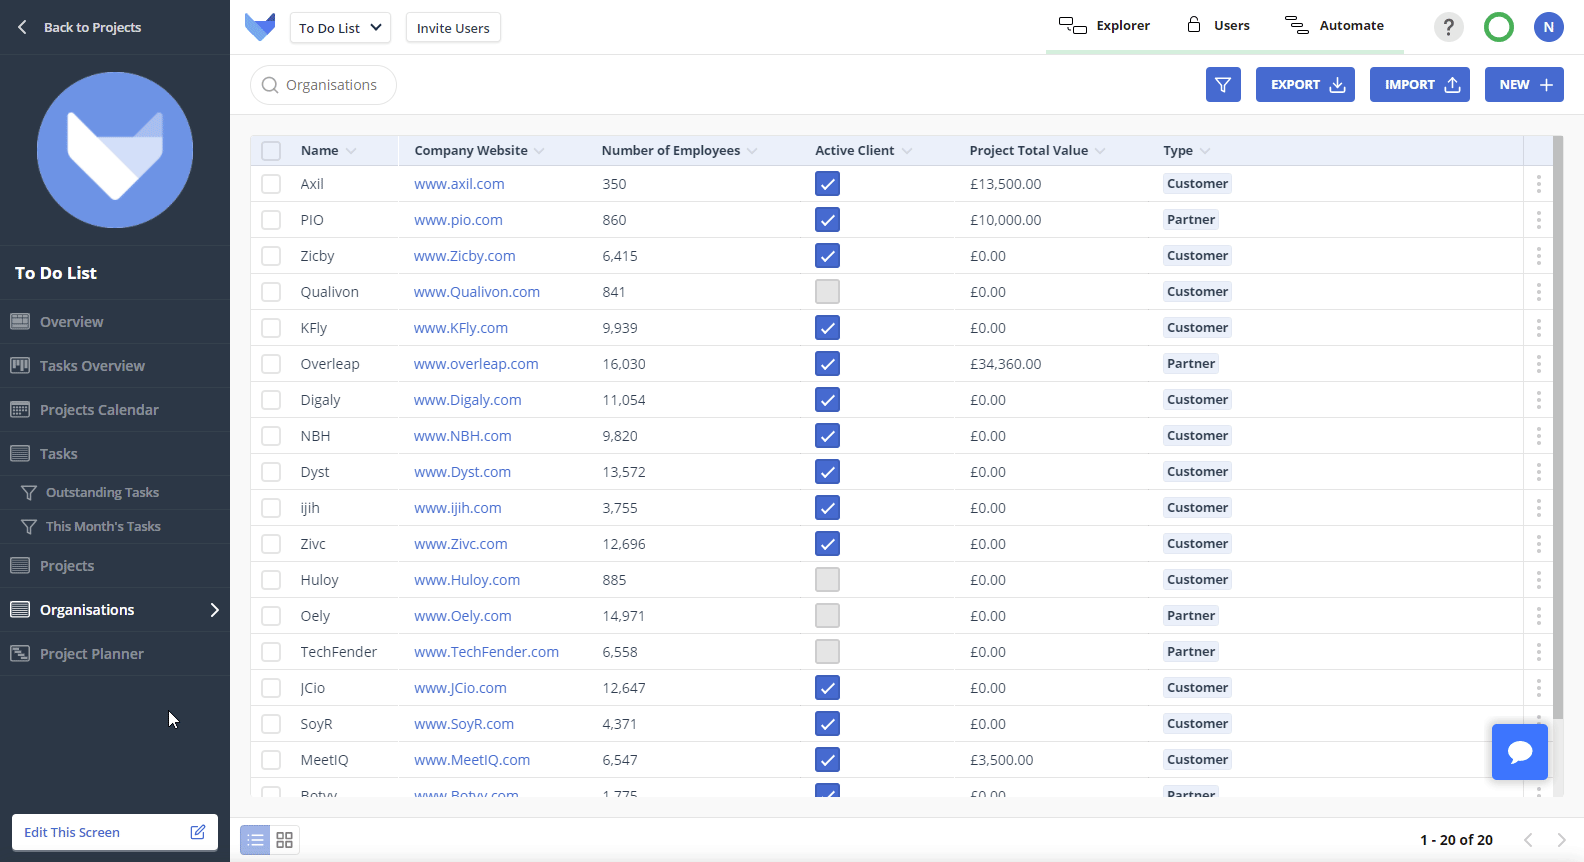 Back to Projects
To Do List
Invite Users
Explorer
Users
Automate
?
N
Organisations
EXPORT
IMPORT
NEW
To Do List
Overview
Tasks Overview
Projects Calendar
Tasks
Outstanding Tasks
This Month's Tasks
Projects
Organisations
Project Planner
Edit This Screen
Name Company Website Number of Employees Active Client Project Total Value Type
Axil www.axil.com 350 £13,500.00 Customer
PIO www.pio.com 860 £10,000.00 Partner
Zicby www.Zicby.com 6,415 £0.00 Customer
Qualivon www.Qualivon.com 841 £0.00 Customer
KFly www.KFly.com 9,939 £0.00 Customer
Overleap www.overleap.com 16,030 £34,360.00 Partner
Digaly www.Digaly.com 11,054 £0.00 Customer
NBH www.NBH.com 9,820 £0.00 Customer
Dyst www.Dyst.com 13,572 £0.00 Customer
ijih www.ijih.com 3,755 £0.00 Customer
Zivc www.Zivc.com 12,696 £0.00 Customer
Huloy www.Huloy.com 885 £0.00 Customer
Oely www.Oely.com 14,971 £0.00 Partner
TechFender www.TechFender.com 6,558 £0.00 Partner
JCio www.JCio.com 12,647 £0.00 Customer
SoyR www.SoyR.com 4,371 £0.00 Customer
MeetIQ www.MeetIQ.com 6,547 £3,500.00 Customer
1,775 £0.00 Partner
1 - 20 of 20